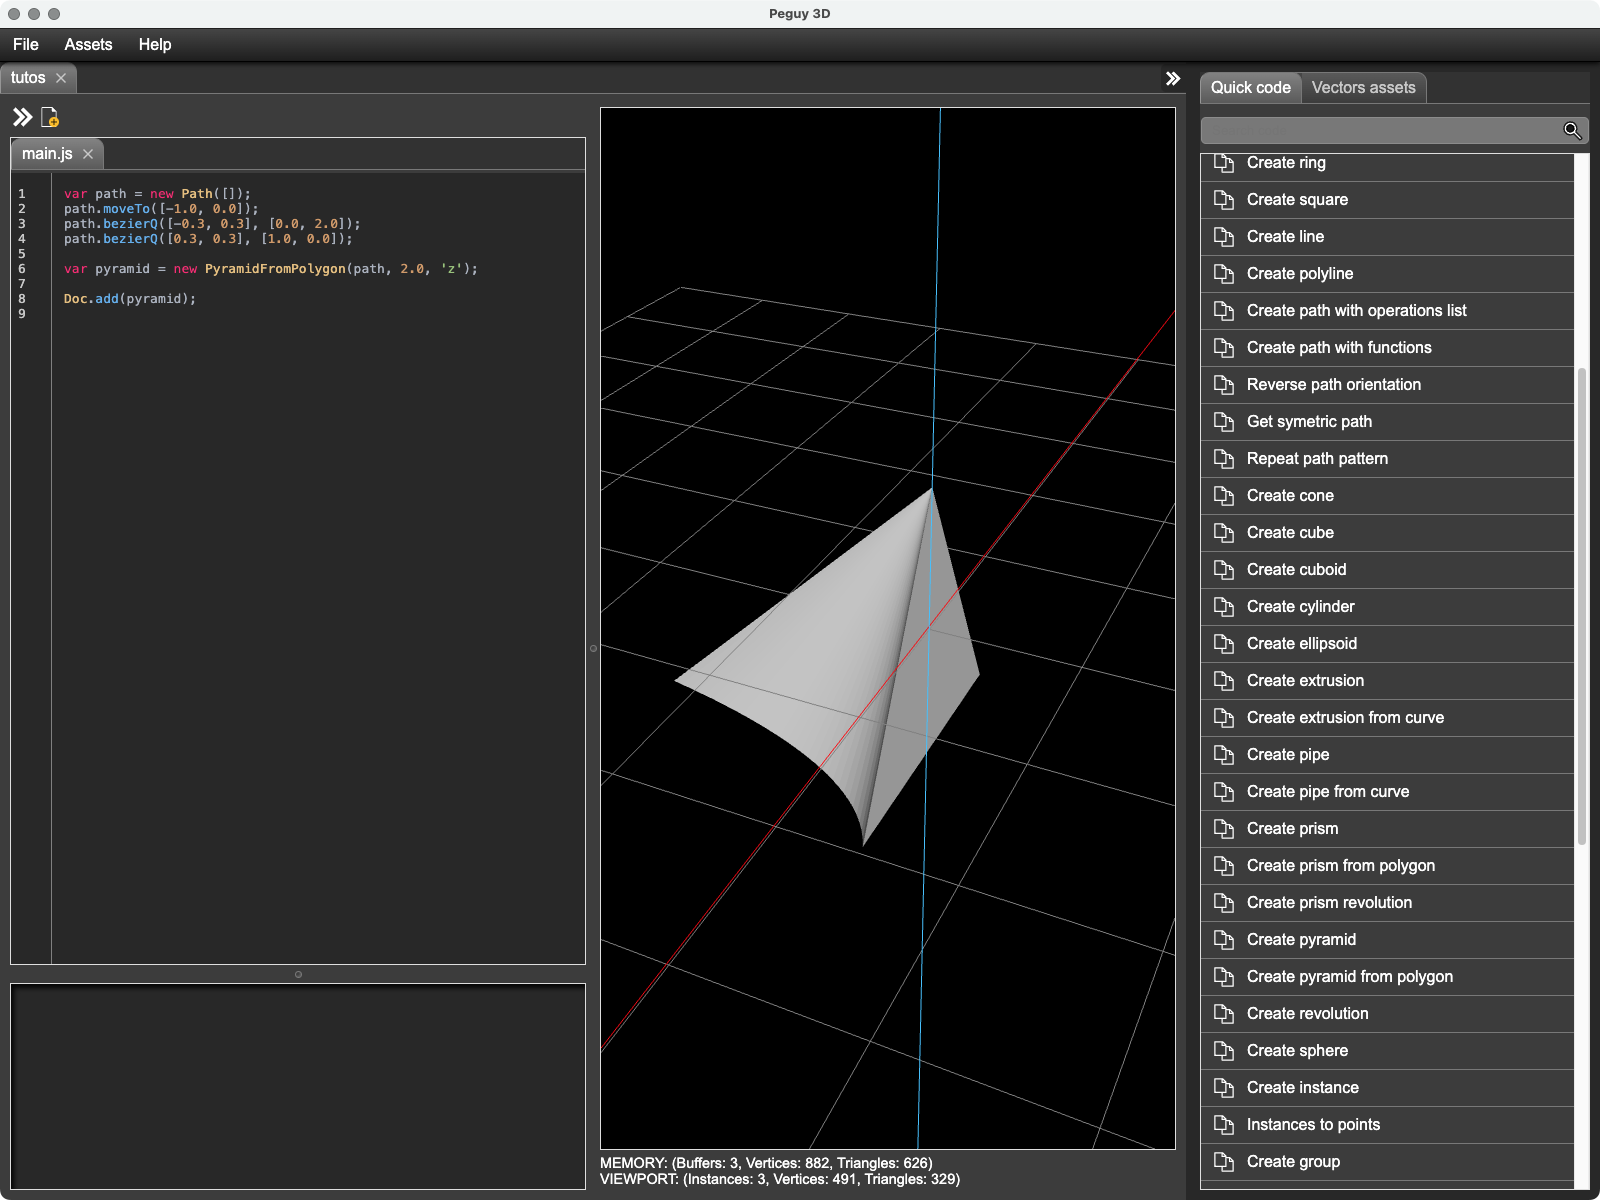 Peguy 3D
File Assets Help
tutos
main.js
1 var path = new Path([]);
2 path.moveTo([-1.0, 0.0]);
3 path.bezierQ([-0.3, 0.3], [0.0, 2.0]);
4 path.bezierQ([0.3, 0.3], [1.0, 0.0]);
5
6 var pyramid = new PyramidFromPolygon(path, 2.0, 'z');
7
8 Doc.add(pyramid);
9
MEMORY: (Buffers: 3, Vertices: 882, Triangles: 626)
VIEWPORT: (Instances: 3, Vertices: 491, Triangles: 329)
Quick code Vectors assets
Create ring
Create square
Create line
Create polyline
Create path with operations list
Create path with functions
Reverse path orientation
Get symetric path
Repeat path pattern
Create cone
Create cube
Create cuboid
Create cylinder
Create ellipsoid
Create extrusion
Create extrusion from curve
Create pipe
Create pipe from curve
Create prism
Create prism from polygon
Create prism revolution
Create pyramid
Create pyramid from polygon
Create revolution
Create sphere
Create instance
Instances to points
Create group